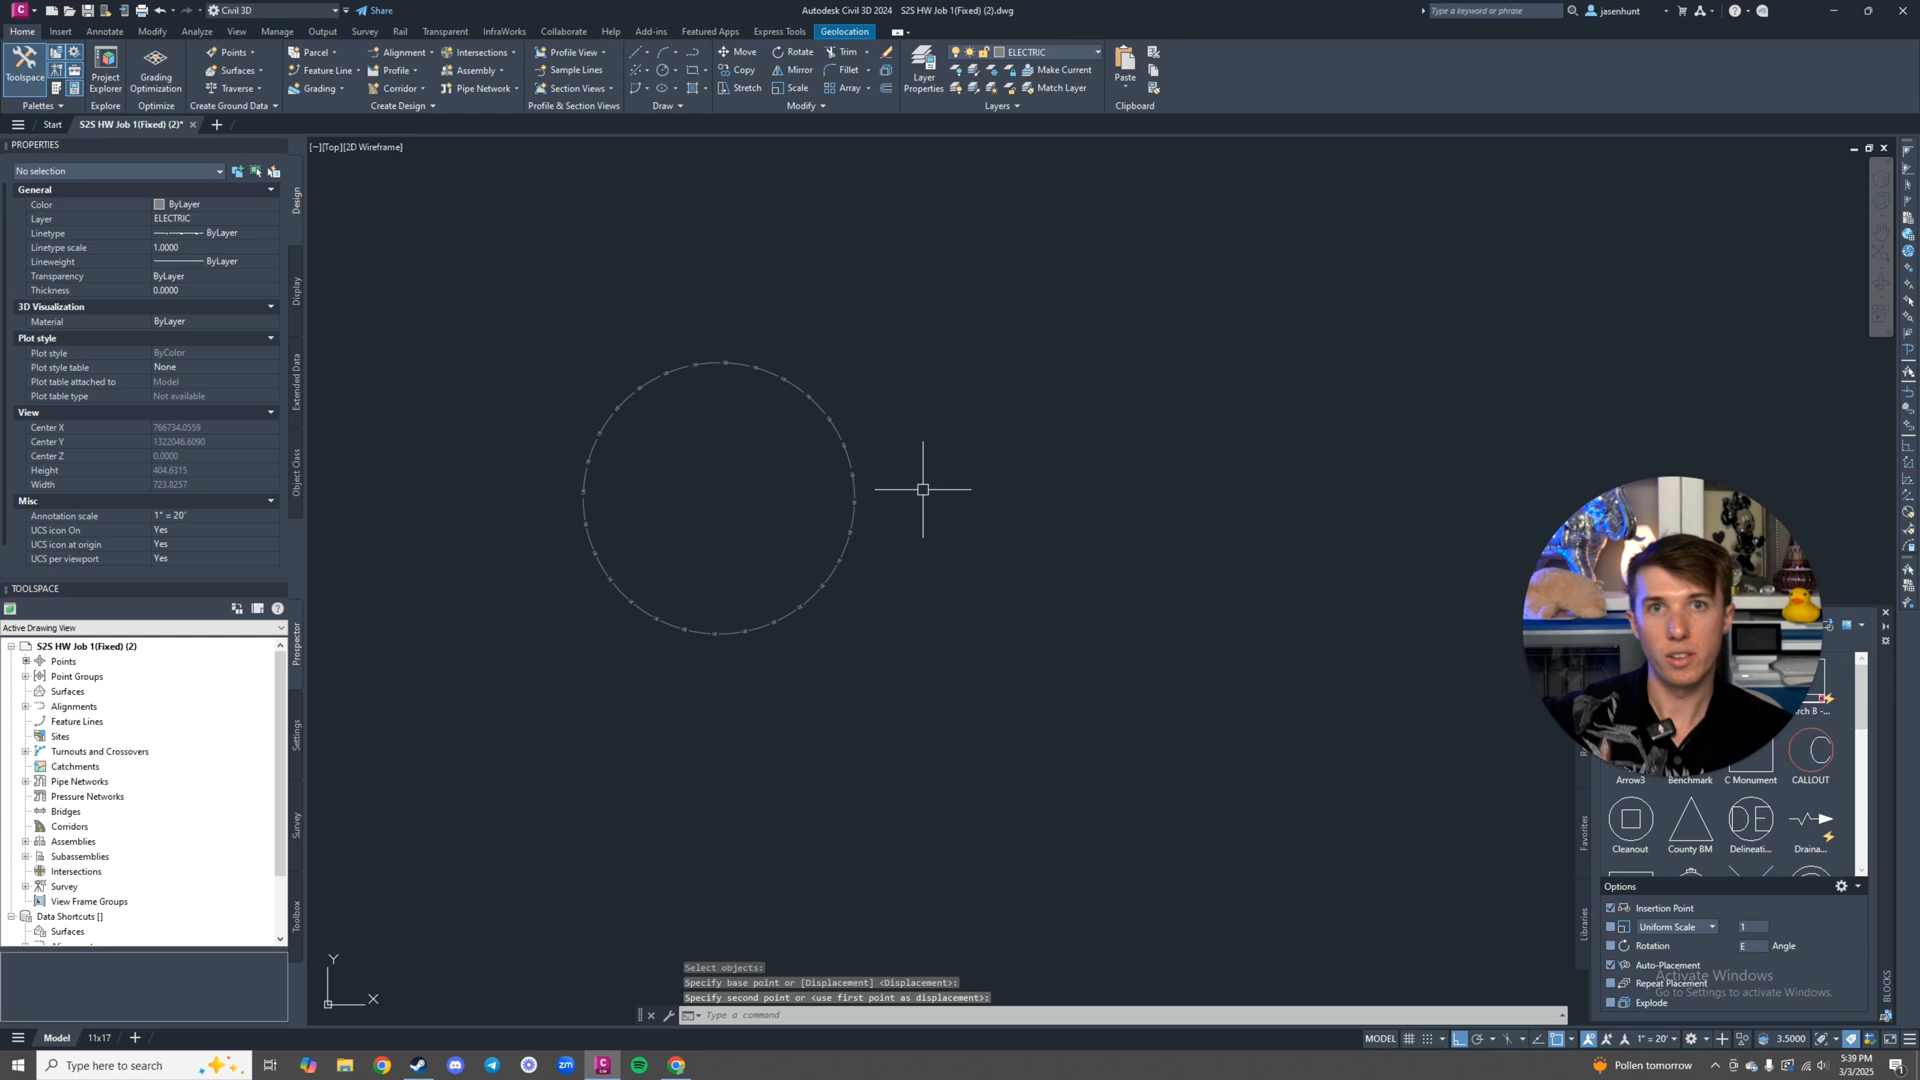 Civil 3D
Share
Autodesk Civil 3D 2024 S2S HW Job 1(Fixed) (2).dwg
Type a keyword or phrase
jasenhunt
Home Insert Annotate Modify Analyze View Manage Output Survey Rail Transparent InfraWorks Collaborate Help Add-ins Featured Apps Express Tools Geolocation
Toolspace
Palettes
Project Explorer
Explore
Grading Optimization
Optimize
Points
Surfaces
Traverse
Create Ground Data
Parcel
Feature Line
Grading
Alignment
Profile
Corridor
Intersections
Assembly
Pipe Network
Create Design
Profile View
Sample Lines
Section Views
Profile & Section Views
Draw
Move Rotate Trim
Copy Mirror Fillet
Stretch Scale Array
Modify
Layer Properties
ELECTRIC
Make Current
Match Layer
Layers
Paste
Clipboard
Start
S2S HW Job 1(Fixed) (2)*
PROPERTIES
No selection
General
Color ByLayer
Layer ELECTRIC
Linetype ByLayer
Linetype scale 1.0000
Lineweight ByLayer
Transparency ByLayer
Thickness 0.0000
3D Visualization
Material ByLayer
Plot style
Plot style ByColor
Plot style table None
Plot table attached to Model
Plot table type Not available
View
Center X 766734.0559
Center Y 1322046.6090
Center Z 0.0000
Height 404.6315
Width 723.8257
Misc
Annotation scale 1" = 20'
UCS icon On Yes
UCS icon at origin Yes
UCS per viewport Yes
Design
Display
Extended Data
Object Class
[−][Top][2D Wireframe]
TOOLSPACE
Active Drawing View
S2S HW Job 1(Fixed) (2)
Points
Point Groups
Surfaces
Alignments
Feature Lines
Sites
Turnouts and Crossovers
Catchments
Pipe Networks
Pressure Networks
Bridges
Corridors
Assemblies
Subassemblies
Intersections
Survey
View Frame Groups
Data Shortcuts []
Surfaces
Prospector
Settings
Survey
Toolbox
Y
X
Select objects:
Specify base point or [Displacement] <Displacement>:
Specify second point or <use first point as displacement>:
Type a command
Arrow3 Benchmark C Monument CALLOUT
DE
Cleanout County BM Delineati... Draina...
Favorites
Libraries
Options
Insertion Point
Uniform Scale 1
Rotation E Angle
Auto-Placement
Repeat Placement
Explode
BLOCKS
Activate Windows
Go to Settings to activate Windows.
Model 11x17
MODEL 1" = 20' 3.5000
Type here to search
Pollen tomorrow
5:39 PM
3/3/2025